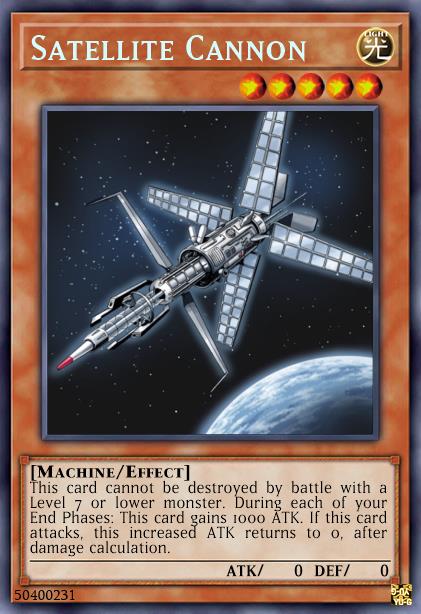 SATELLITE CANNON
LIGHT
光
[MACHINE/EFFECT]
This card cannot be destroyed by battle with a
Level 7 or lower monster. During each of your
End Phases: This card gains 1000 ATK. If this card
attacks, this increased ATK returns to 0, after
damage calculation.
ATK/ 0 DEF/ 0
50400231